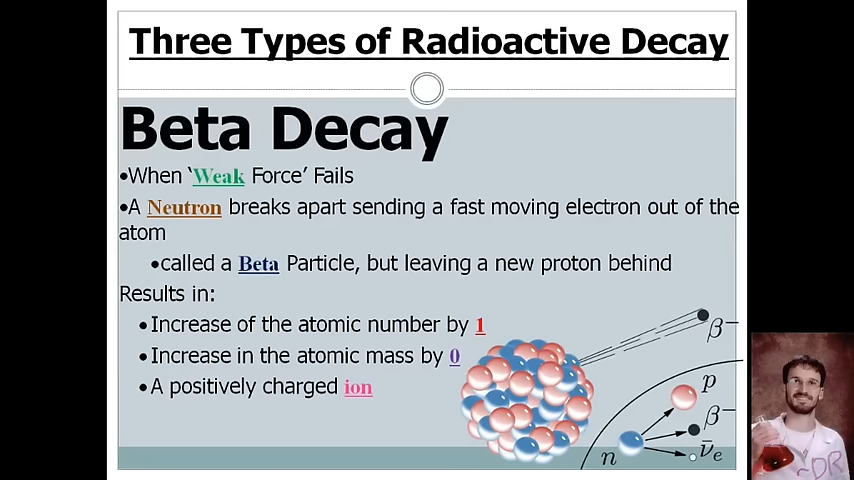 Three Types of Radioactive Decay
Beta Decay
•When ‘Weak Force’ Fails
•A Neutron breaks apart sending a fast moving electron out of the
atom
•called a Beta Particle, but leaving a new proton behind
Results in:
•Increase of the atomic number by 1
•Increase in the atomic mass by 0
•A positively charged ion
β⁻
p
β⁻
n
ν̄ₑ
~DR